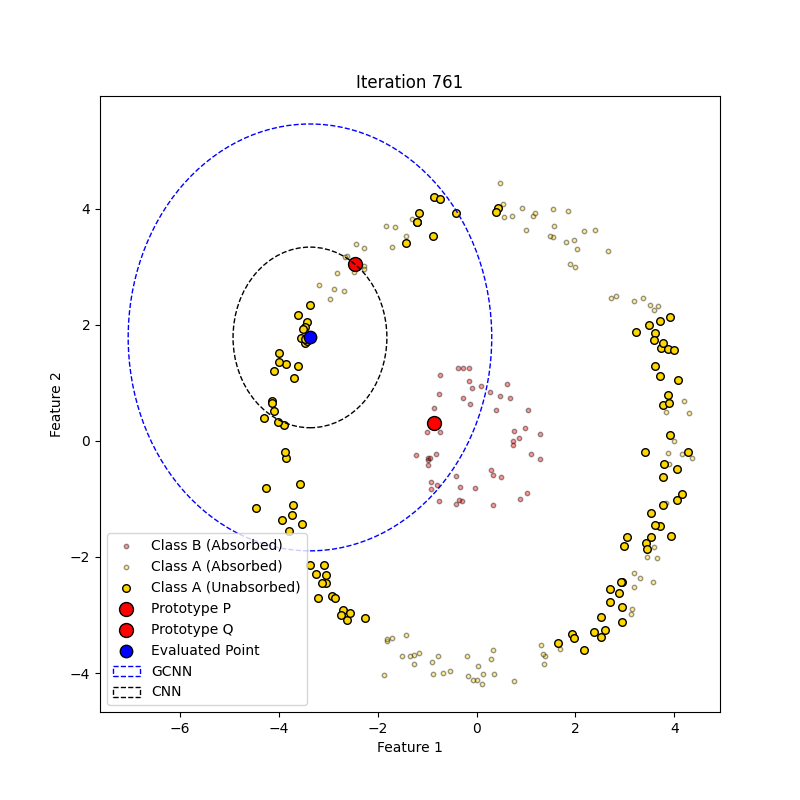 Iteration 761
Feature 2
4
2
0
−2
−4
Class B (Absorbed)
Class A (Absorbed)
Class A (Unabsorbed)
Prototype P
Prototype Q
Evaluated Point
GCNN
CNN
−6 −4 −2 0 2 4
Feature 1